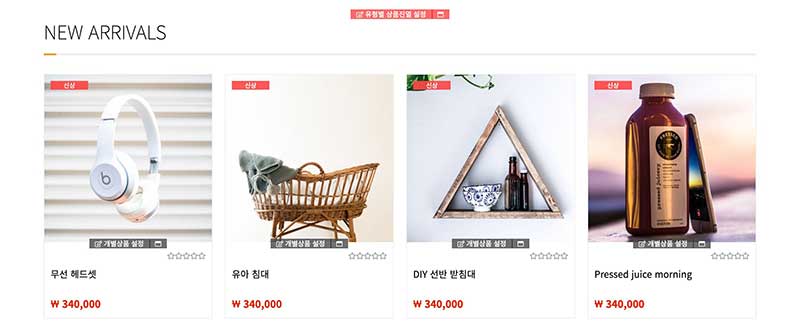 유형별 상품진열 설정
NEW ARRIVALS
신상
신상
신상
신상
b
PRESSED
개별상품 설정
개별상품 설정
개별상품 설정
개별상품 설정
무선 헤드셋
유아 침대
DIY 선반 받침대
Pressed juice morning
₩ 340,000
₩ 340,000
₩ 340,000
₩ 340,000